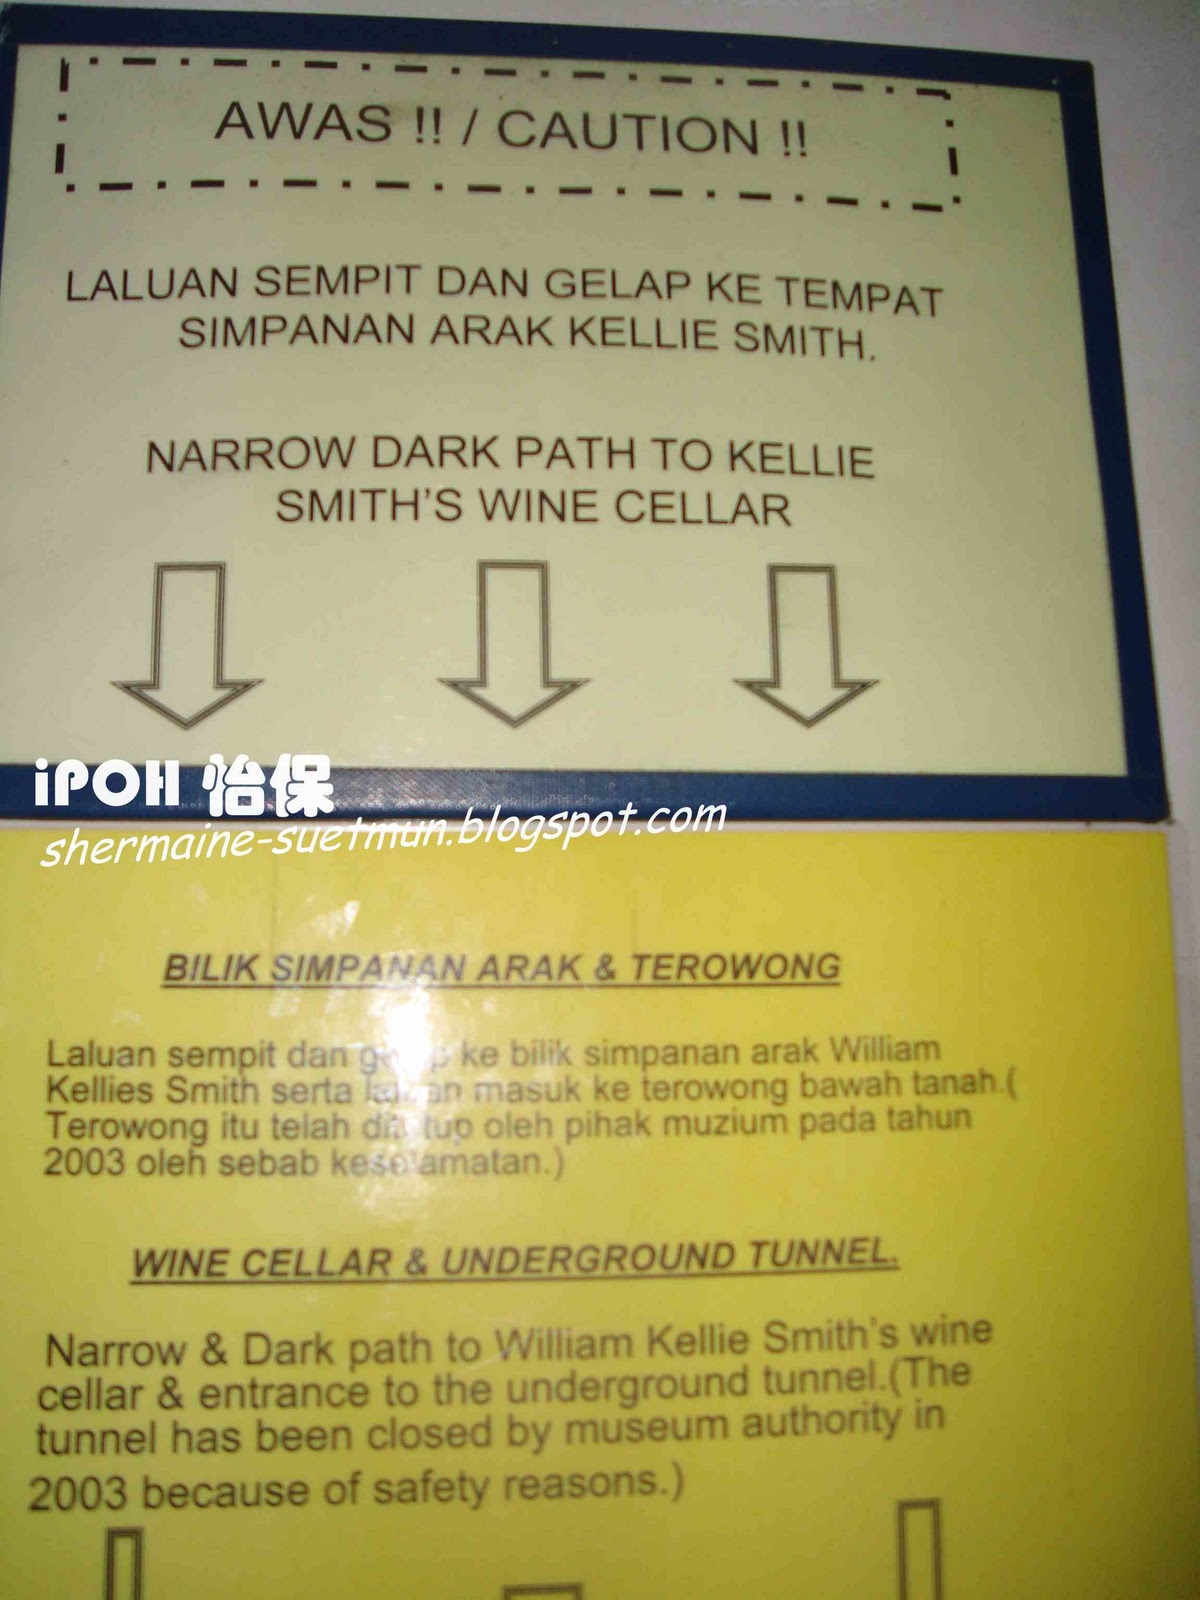 AWAS !! / CAUTION !!
LALUAN SEMPIT DAN GELAP KE TEMPAT
SIMPANAN ARAK KELLIE SMITH.
NARROW DARK PATH TO KELLIE
SMITH'S WINE CELLAR
iPOH 怡保
shermaine-suetmun.blogspot.com
BILIK SIMPANAN ARAK & TEROWONG
Laluan sempit dan gelap ke bilik simpanan arak William
Kellies Smith serta laluan masuk ke terowong bawah tanah.(
Terowong itu telah ditutup oleh pihak muzium pada tahun
2003 oleh sebab keselamatan.)
WINE CELLAR & UNDERGROUND TUNNEL.
Narrow & Dark path to William Kellie Smith's wine
cellar & entrance to the underground tunnel.(The
tunnel has been closed by museum authority in
2003 because of safety reasons.)